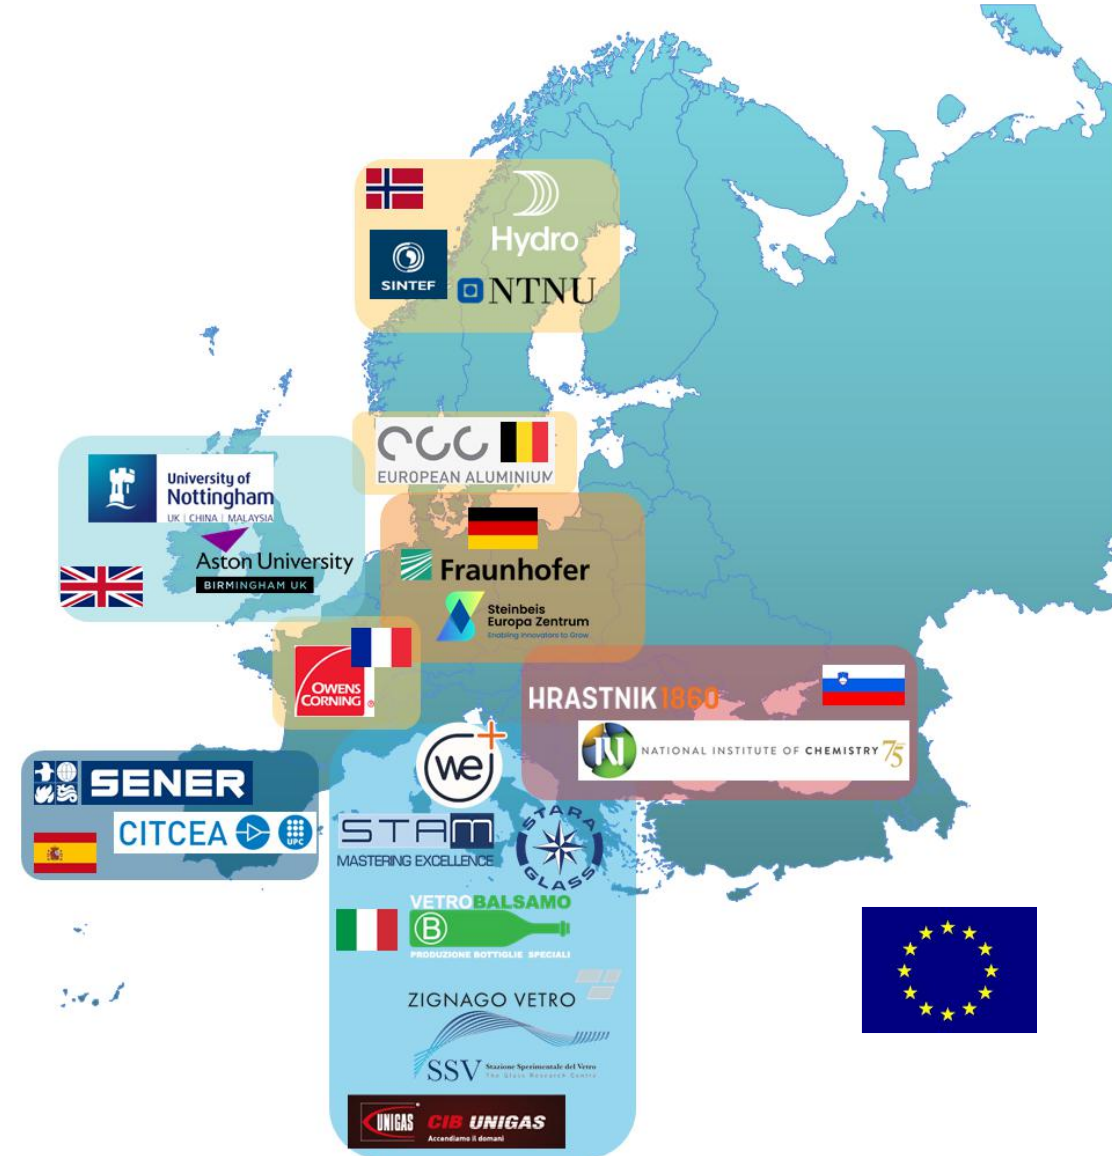 Hydro
SINTEF
NTNU
EUROPEAN ALUMINIUM
University of
Nottingham
UK | CHINA | MALAYSIA
Aston University
BIRMINGHAM UK
Fraunhofer
Steinbeis
Europa Zentrum
Enabling Innovators to Grow
OWENS
CORNING
HRASTNIK1860
NATIONAL INSTITUTE OF CHEMISTRY 75
we+
SENER
CITCEA
UPC
STAM
MASTERING EXCELLENCE
STARA
GLASS
VETROBALSAMO
B
PRODUZIONE BOTTIGLIE SPECIALI
ZIGNAGO VETRO
SSV Stazione Sperimentale del Vetro
The Glass Research Centre
UNIGAS CIB UNIGAS
Accendiamo il domani